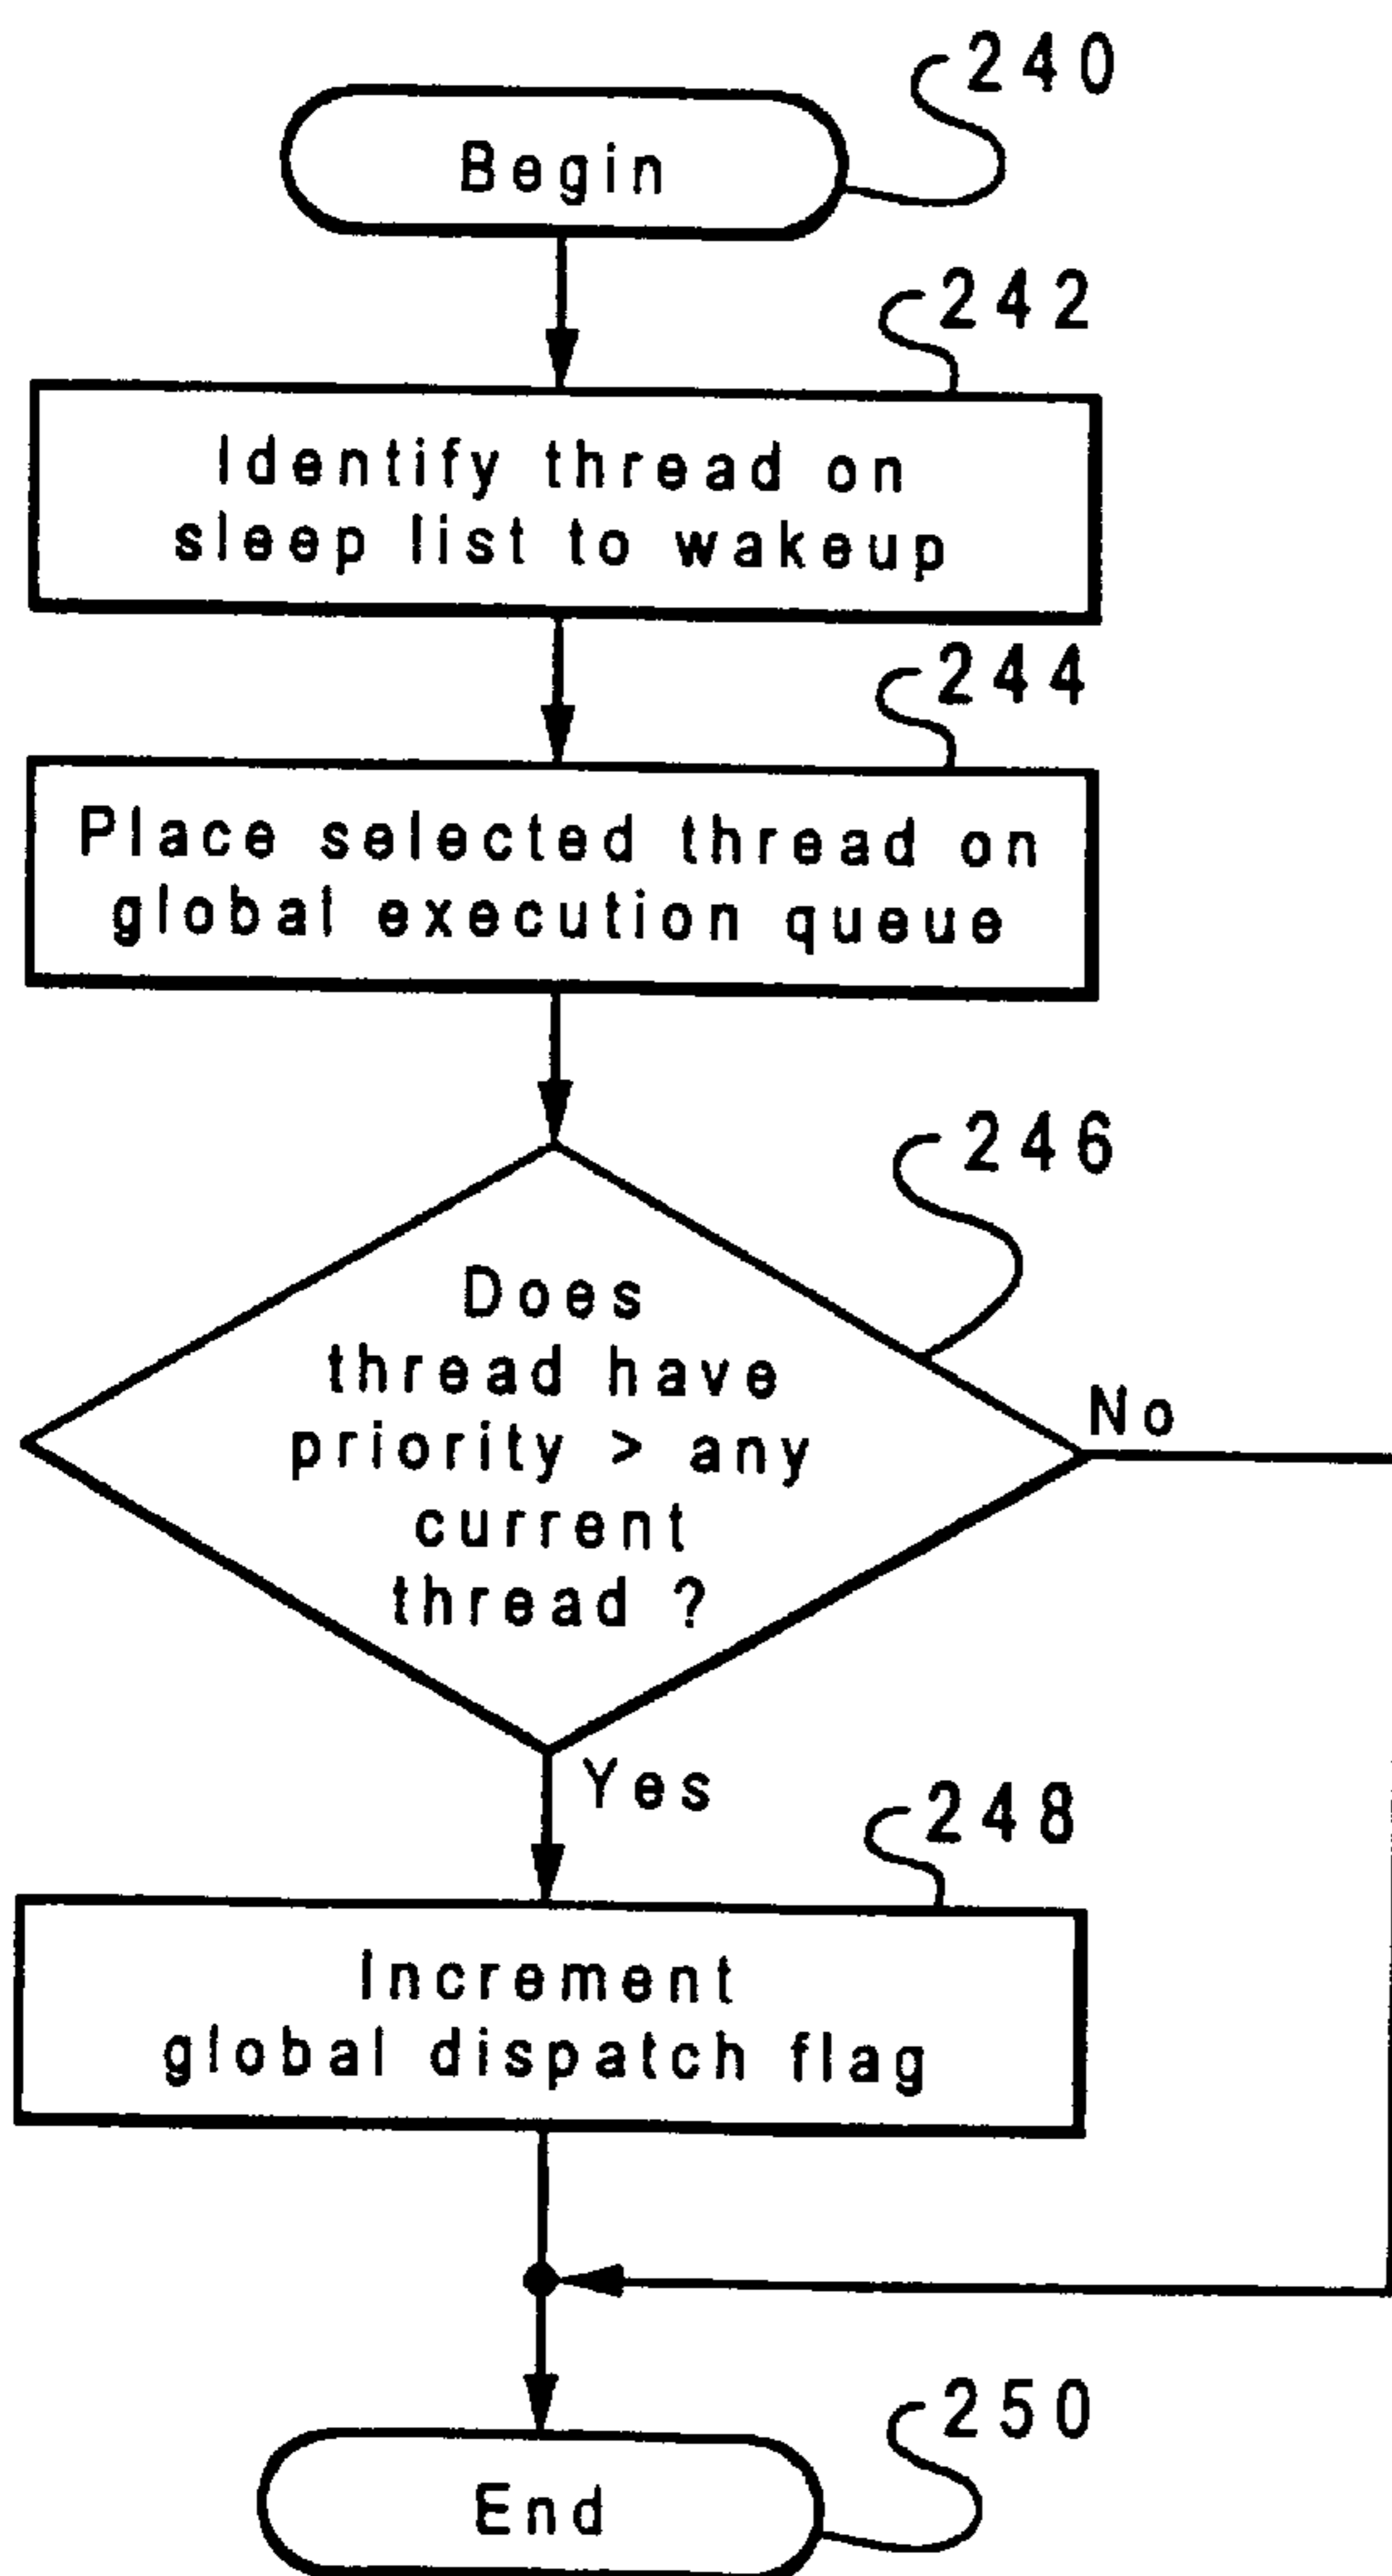 240
Begin
242
Identify thread on
sleep list to wakeup
244
Place selected thread on
global execution queue
246
Does
thread have
priority > any
current
thread ?
No
Yes
248
Increment
global dispatch flag
250
End